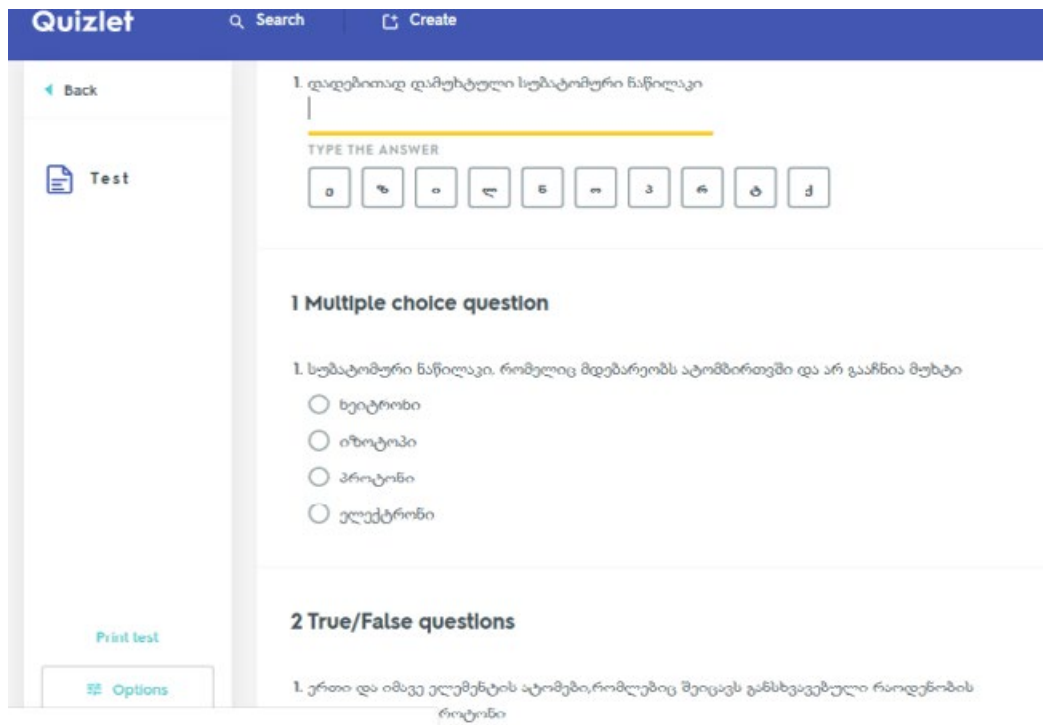 Quizlet
Search
Create
Back
Test
1. დადებითად დამუხტული სუბატომური ნაწილაკი
TYPE THE ANSWER
ე ზ ი ლ ნ ო პ რ ტ ქ
1 Multiple choice question
1. სუბატომური ნაწილაკი, რომელიც მდებარეობს ატომბირთვში და არ გააჩნია მუხტი
ნეიტრონი
იზოტოპი
პროტონი
ელექტრონი
2 True/False questions
Print test
Options
1. ერთი და იმავე ელემენტის ატომები,რომლებიც შეიცავს განსხვავებული რაოდენობის
როტონი